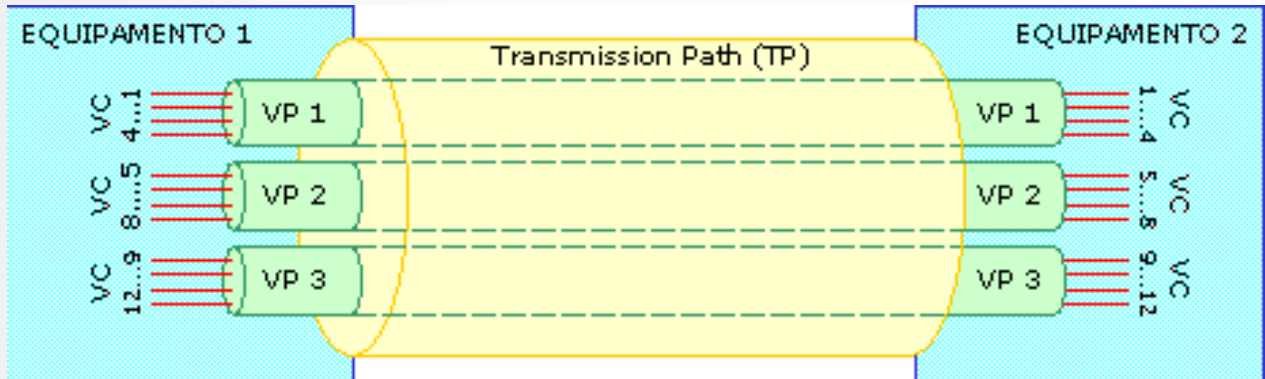 EQUIPAMENTO 1
Transmission Path (TP)
EQUIPAMENTO 2
VC
1...4
VP 1
VP 1
1...4
VC
VC
5...8
VP 2
VP 2
5...8
VC
VC
9...12
VP 3
VP 3
9...12
VC